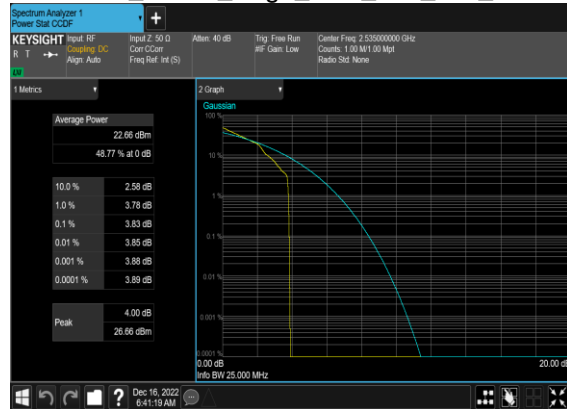 Spectrum Analyzer 1
Power Stat CCDF
+
KEYSIGHT
R T
LXI
Input: RF
Coupling: DC
Align: Auto
Input Z: 50 Ω
Corr CCorr
Freq Ref: Int (S)
Atten: 40 dB
Trig: Free Run
#IF Gain: Low
Center Freq: 2.535000000 GHz
Counts: 1.00 M/1.00 Mpt
Radio Std: None
1 Metrics
Average Power
22.66 dBm
48.77 % at 0 dB
10.0 % 2.58 dB
1.0 % 3.78 dB
0.1 % 3.83 dB
0.01 % 3.85 dB
0.001 % 3.88 dB
0.0001 % 3.89 dB
Peak
4.00 dB
26.66 dBm
2 Graph
Gaussian
100 %
10 %
1 %
0.1 %
0.01 %
0.001 %
0.0001 %
0.00 dB
20.00 dB
Info BW 25.000 MHz
?
Dec 16, 2022
6:41:19 AM